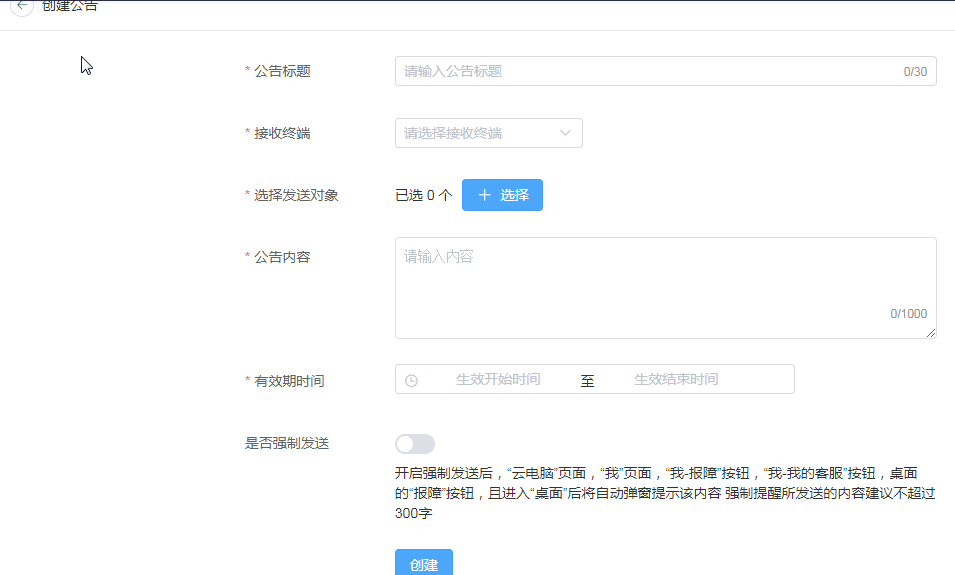 创建公告
* 公告标题
请输入公告标题
0/30
* 接收终端
请选择接收终端
* 选择发送对象
已选 0 个
+ 选择
* 公告内容
请输入内容
0/1000
* 有效期时间
生效开始时间
至
生效结束时间
是否强制发送
开启强制发送后，“云电脑”页面，“我”页面，“我-报障”按钮，“我-我的客服”按钮，桌面
的“报障”按钮，且进入“桌面”后将自动弹窗提示该内容 强制提醒所发送的内容建议不超过
300字
创建